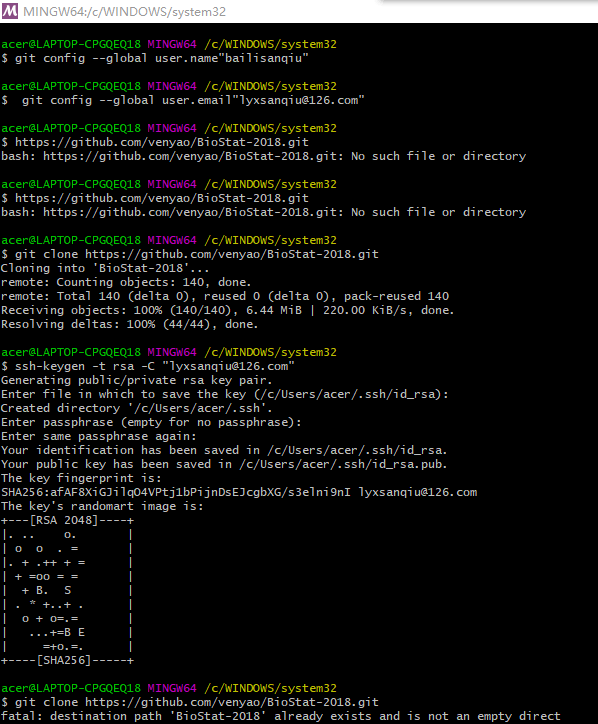 MINGW64:/c/WINDOWS/system32
acer@LAPTOP-CPGQEQ18 MINGW64 /c/WINDOWS/system32
$ git config --global user.name"bailisanqiu"
acer@LAPTOP-CPGQEQ18 MINGW64 /c/WINDOWS/system32
$  git config --global user.email"lyxsanqiu@126.com"
acer@LAPTOP-CPGQEQ18 MINGW64 /c/WINDOWS/system32
$ https://github.com/venyao/BioStat-2018.git
bash: https://github.com/venyao/BioStat-2018.git: No such file or directory
acer@LAPTOP-CPGQEQ18 MINGW64 /c/WINDOWS/system32
$ https://github.com/venyao/BioStat-2018.git
bash: https://github.com/venyao/BioStat-2018.git: No such file or directory
acer@LAPTOP-CPGQEQ18 MINGW64 /c/WINDOWS/system32
$ git clone https://github.com/venyao/BioStat-2018.git
Cloning into 'BioStat-2018'...
remote: Counting objects: 140, done.
remote: Total 140 (delta 0), reused 0 (delta 0), pack-reused 140
Receiving objects: 100% (140/140), 6.44 MiB | 220.00 KiB/s, done.
Resolving deltas: 100% (44/44), done.
acer@LAPTOP-CPGQEQ18 MINGW64 /c/WINDOWS/system32
$ ssh-keygen -t rsa -C "lyxsanqiu@126.com"
Generating public/private rsa key pair.
Enter file in which to save the key (/c/Users/acer/.ssh/id_rsa):
Created directory '/c/Users/acer/.ssh'.
Enter passphrase (empty for no passphrase):
Enter same passphrase again:
Your identification has been saved in /c/Users/acer/.ssh/id_rsa.
Your public key has been saved in /c/Users/acer/.ssh/id_rsa.pub.
The key fingerprint is:
SHA256:afAF8XiGJilqO4VPtj1bPijnDsEJcgbXG/s3elni9nI lyxsanqiu@126.com
The key's randomart image is:
+---[RSA 2048]----+
|. ..    o.       |
| o  o  . =       |
|. + .++ + =      |
| + =oo = =       |
|  + B.  S        |
| . * +..+ .      |
|  o + o=.=       |
|   ...+=B E      |
|     =+o.=.      |
+----[SHA256]-----+
acer@LAPTOP-CPGQEQ18 MINGW64 /c/WINDOWS/system32
$ git clone https://github.com/venyao/BioStat-2018.git
fatal: destination path 'BioStat-2018' already exists and is not an empty direct